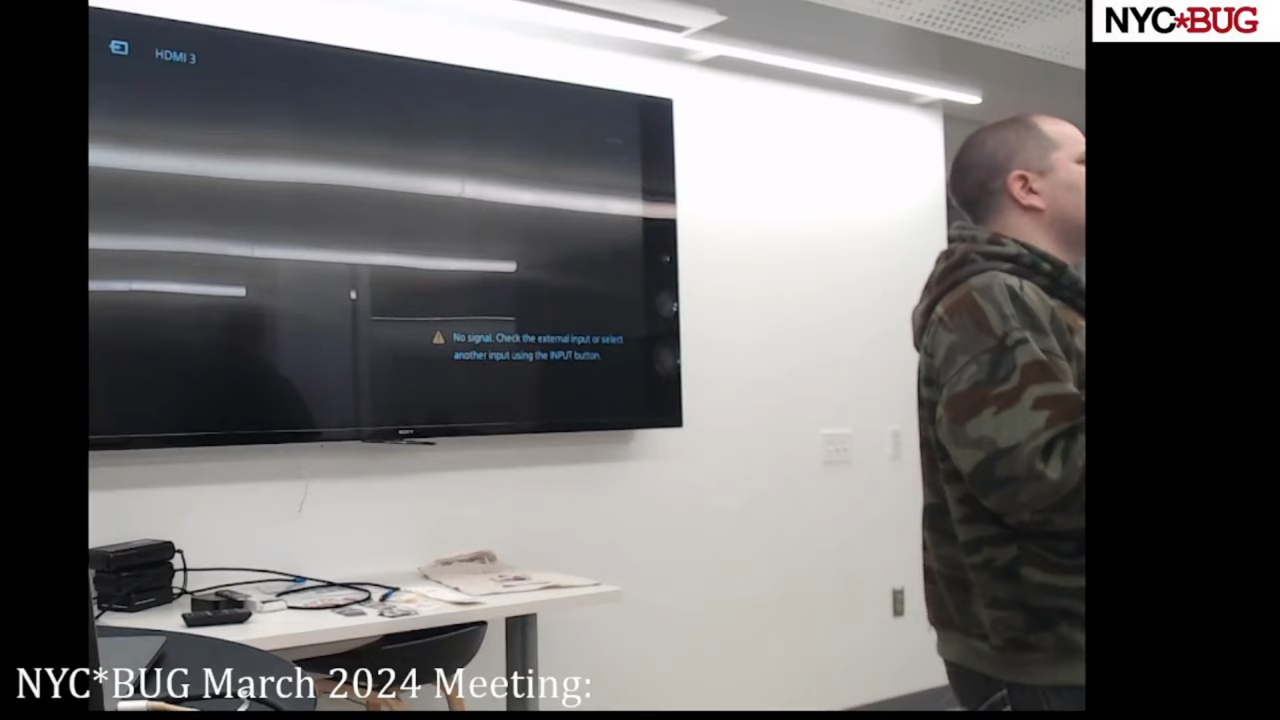 NYC*BUG
HDMI 3
No signal. Check the external input or select
another input using the INPUT button.
SONY
NYC*BUG March 2024 Meeting: